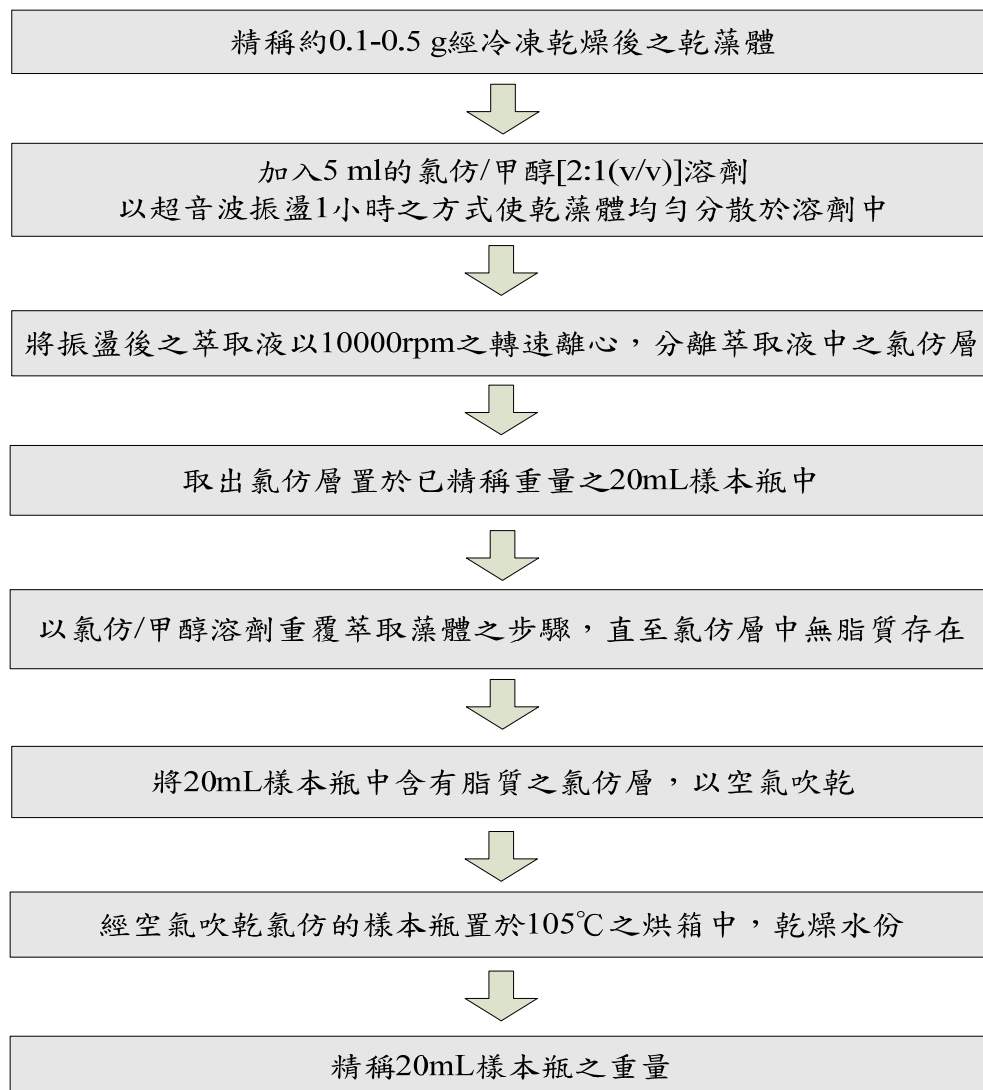 精稱約0.1-0.5 g經冷凍乾燥後之乾藻體
加入5 ml的氯仿/甲醇[2:1(v/v)]溶劑
以超音波振盪1小時之方式使乾藻體均勻分散於溶劑中
將振盪後之萃取液以10000rpm之轉速離心，分離萃取液中之氯仿層
取出氯仿層置於已精稱重量之20mL樣本瓶中
以氯仿/甲醇溶劑重覆萃取藻體之步驟，直至氯仿層中無脂質存在
將20mL樣本瓶中含有脂質之氯仿層，以空氣吹乾
經空氣吹乾氯仿的樣本瓶置於105℃之烘箱中，乾燥水份
精稱20mL樣本瓶之重量